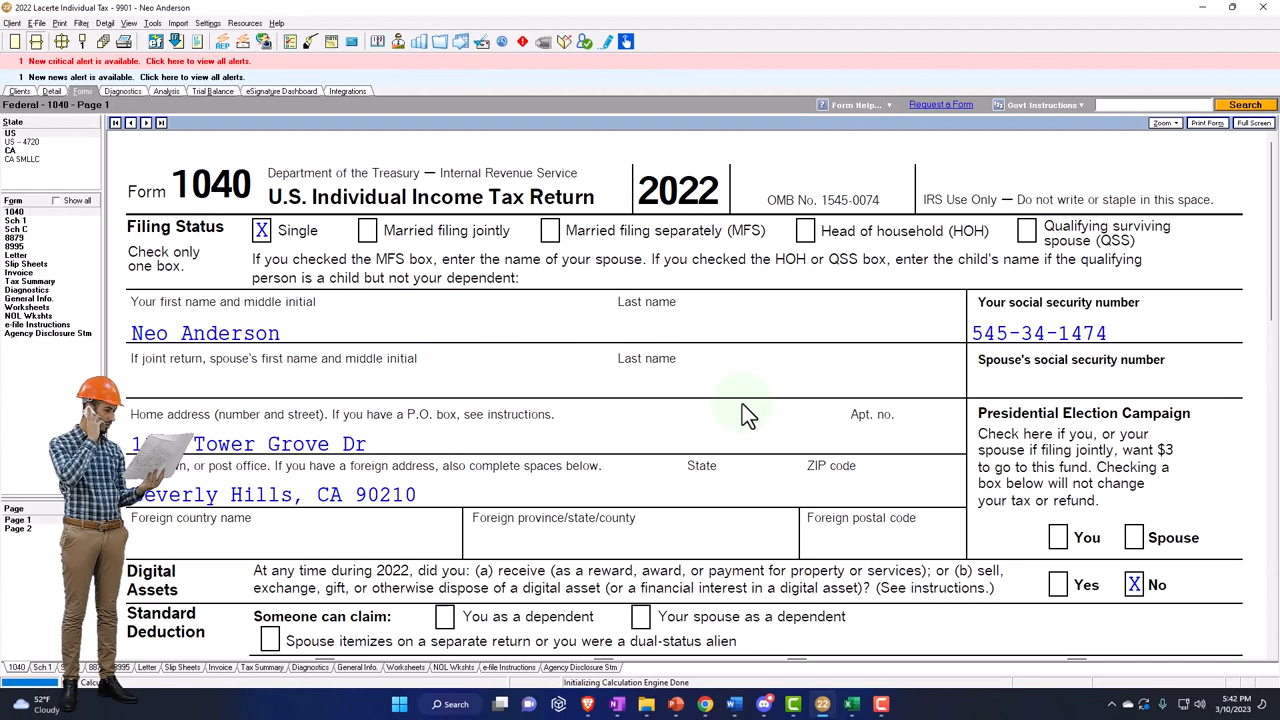 2022 Lacerte Individual Tax - 9901 - Neo Anderson
Client E-File Print Filter Detail View Tools Import Settings Resources Help
1 New critical alert is available. Click here to view all alerts.
1 New news alert is available. Click here to view all alerts.
Clients Detail Forms Diagnostics Analysis Trial Balance eSignature Dashboard Integrations
Federal - 1040 - Page 1
Form Help... Request a Form Govt Instructions Search
State
US
US - 4720
CA
CA SMLLC
Form Show all
1040
Sch 1
Sch C
8879
8995
Letter
Slip Sheets
Invoice
Tax Summary
Diagnostics
General Info.
Worksheets
NOL Wkshts
e-file Instructions
Agency Disclosure Stm
Page
Page 1
Page 2
Zoom Print Form Full Screen
Form 1040 Department of the Treasury — Internal Revenue Service
U.S. Individual Income Tax Return 2022 OMB No. 1545-0074 IRS Use Only — Do not write or staple in this space.
Filing Status X Single Married filing jointly Married filing separately (MFS) Head of household (HOH) Qualifying surviving spouse (QSS)
Check only one box.
If you checked the MFS box, enter the name of your spouse. If you checked the HOH or QSS box, enter the child's name if the qualifying
person is a child but not your dependent:
Your first name and middle initial Last name Your social security number
Neo Anderson 545-34-1474
If joint return, spouse's first name and middle initial Last name Spouse's social security number
Home address (number and street). If you have a P.O. box, see instructions. Apt. no.
Tower Grove Dr
or post office. If you have a foreign address, also complete spaces below. State ZIP code
Beverly Hills, CA 90210
Foreign country name Foreign province/state/county Foreign postal code
Presidential Election Campaign
Check here if you, or your
spouse if filing jointly, want $3
to go to this fund. Checking a
box below will not change
your tax or refund.
You Spouse
Digital Assets
At any time during 2022, did you: (a) receive (as a reward, award, or payment for property or services); or (b) sell,
exchange, gift, or otherwise dispose of a digital asset (or a financial interest in a digital asset)? (See instructions.) Yes X No
Standard Deduction
Someone can claim: You as a dependent Your spouse as a dependent
Spouse itemizes on a separate return or you were a dual-status alien
1040 Sch 1 8995 Letter Slip Sheets Invoice Tax Summary Diagnostics General Info. Worksheets NOL Wkshts e-file Instructions Agency Disclosure Stm
Initializing Calculation Engine Done
52°F
Cloudy
Search
5:42 PM
3/10/2023